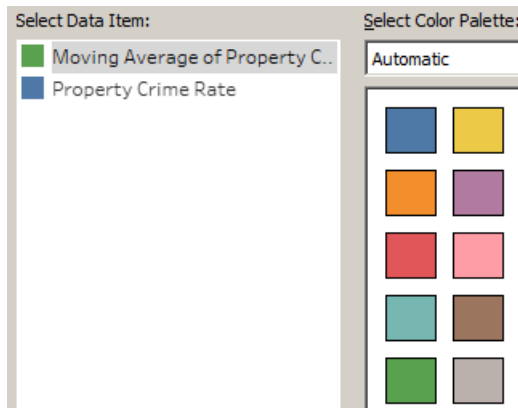 Select Data Item:
Select Color Palette:
Moving Average of Property C..
Automatic
Property Crime Rate